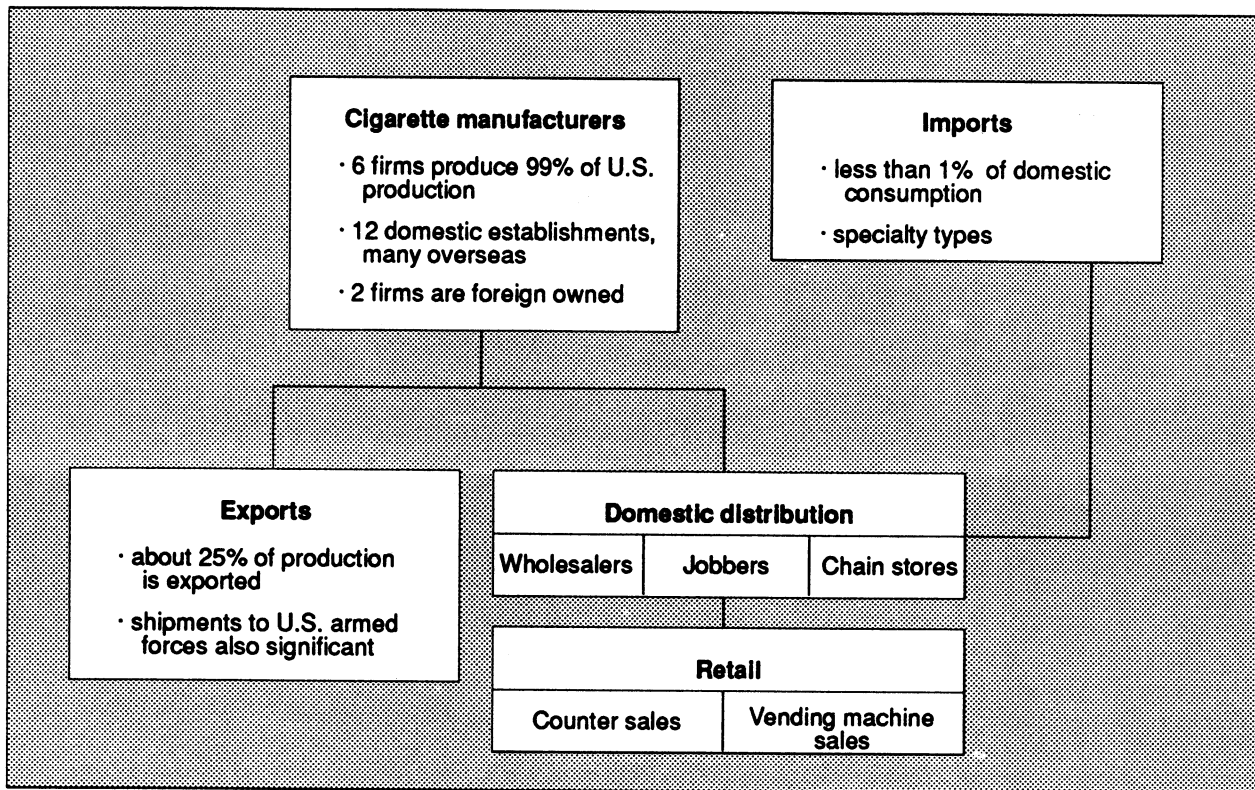 Cigarette manufacturers
· 6 firms produce 99% of U.S.
production
· 12 domestic establishments,
many overseas
· 2 firms are foreign owned
Imports
· less than 1% of domestic
consumption
· specialty types
Exports
· about 25% of production
is exported
· shipments to U.S. armed
forces also significant
Domestic distribution
Wholesalers
Jobbers
Chain stores
Retail
Counter sales
Vending machine
sales